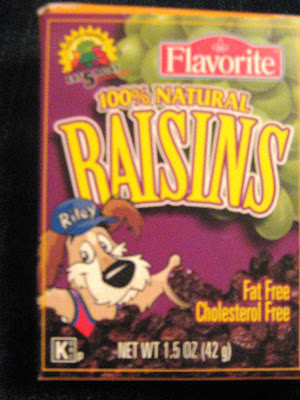 Flavorite
100% NATURAL
RAISINS
Riley
Fat Free
Cholesterol Free
K
NET WT 1.5 OZ (42 g)